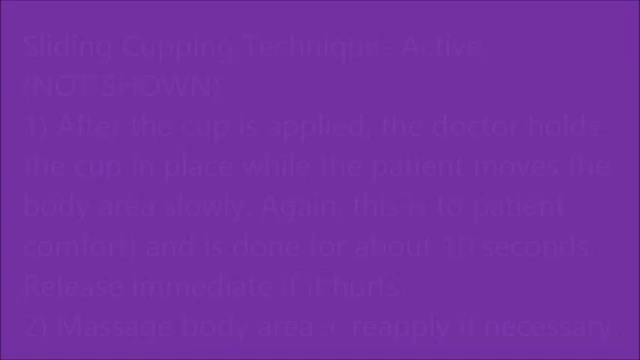 Sliding Cupping Technique- Active
(NOT SHOWN)
1) After the cup is applied, the doctor holds
the cup in place while the patient moves the
body area slowly. Again, this is to patient
comfort) and is done for about 10 seconds.
Release immediate if it hurts.
2) Massage body area + reapply if necessary.